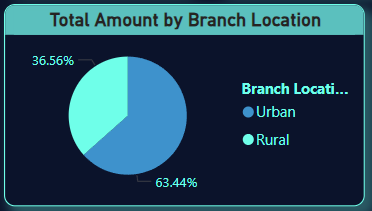 Total Amount by Branch Location
36.56%
Branch Locati...
Urban
Rural
63.44%